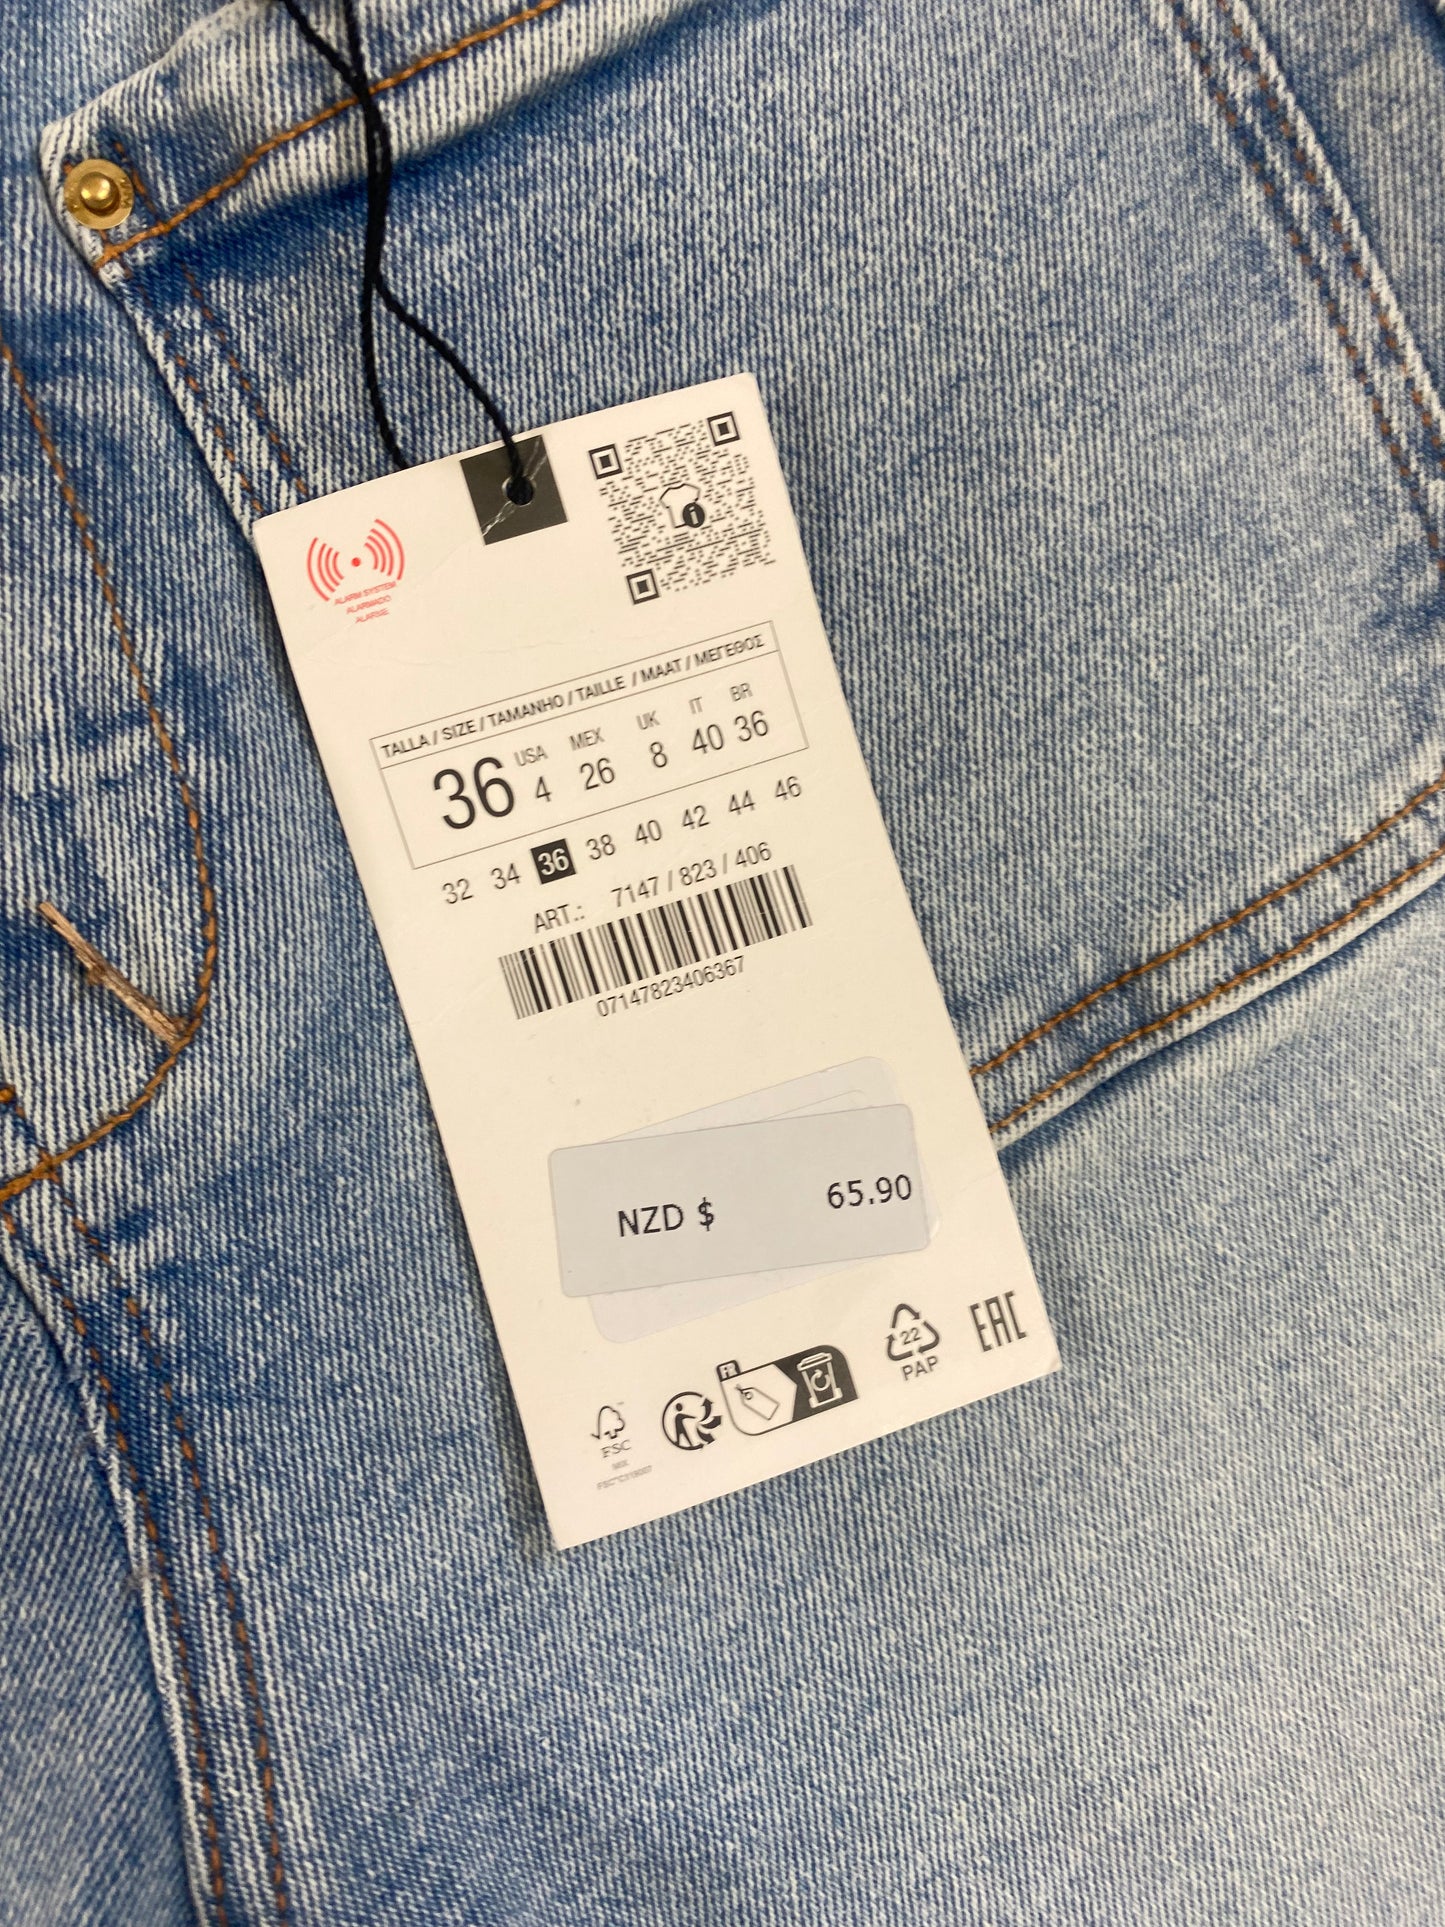 ALARM SYSTEM
ALARMADO
ALARME
TALLA / SIZE / TAMANHO / TAILLE / MAAT / ΜΕΓΕΘΟΣ
36 USA 4 MEX 26 UK 8 IT 40 BR 36
32 34 36 38 40 42 44 46
ART.: 7147 / 823 / 406
07147823406367
NZD $ 65.90
FR
22
PAP
EAC
FSC
MIX